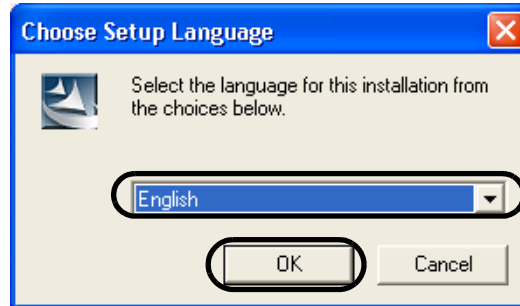 Choose Setup Language
Select the language for this installation from
the choices below.
English
OK
Cancel